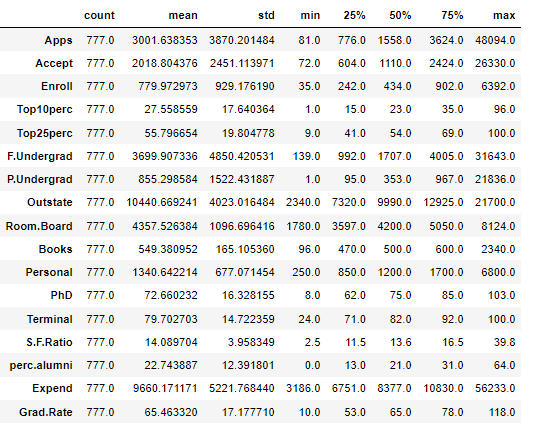 count mean std min 25% 50% 75% max
Apps 777.0 3001.638353 3870.201484 81.0 776.0 1558.0 3624.0 48094.0
Accept 777.0 2018.804376 2451.113971 72.0 604.0 1110.0 2424.0 26330.0
Enroll 777.0 779.972973 929.176190 35.0 242.0 434.0 902.0 6392.0
Top10perc 777.0 27.558559 17.640364 1.0 15.0 23.0 35.0 96.0
Top25perc 777.0 55.796654 19.804778 9.0 41.0 54.0 69.0 100.0
F.Undergrad 777.0 3699.907336 4850.420531 139.0 992.0 1707.0 4005.0 31643.0
P.Undergrad 777.0 855.298584 1522.431887 1.0 95.0 353.0 967.0 21836.0
Outstate 777.0 10440.669241 4023.016484 2340.0 7320.0 9990.0 12925.0 21700.0
Room.Board 777.0 4357.526384 1096.696416 1780.0 3597.0 4200.0 5050.0 8124.0
Books 777.0 549.380952 165.105360 96.0 470.0 500.0 600.0 2340.0
Personal 777.0 1340.642214 677.071454 250.0 850.0 1200.0 1700.0 6800.0
PhD 777.0 72.660232 16.328155 8.0 62.0 75.0 85.0 103.0
Terminal 777.0 79.702703 14.722359 24.0 71.0 82.0 92.0 100.0
S.F.Ratio 777.0 14.089704 3.958349 2.5 11.5 13.6 16.5 39.8
perc.alumni 777.0 22.743887 12.391801 0.0 13.0 21.0 31.0 64.0
Expend 777.0 9660.171171 5221.768440 3186.0 6751.0 8377.0 10830.0 56233.0
Grad.Rate 777.0 65.463320 17.177710 10.0 53.0 65.0 78.0 118.0